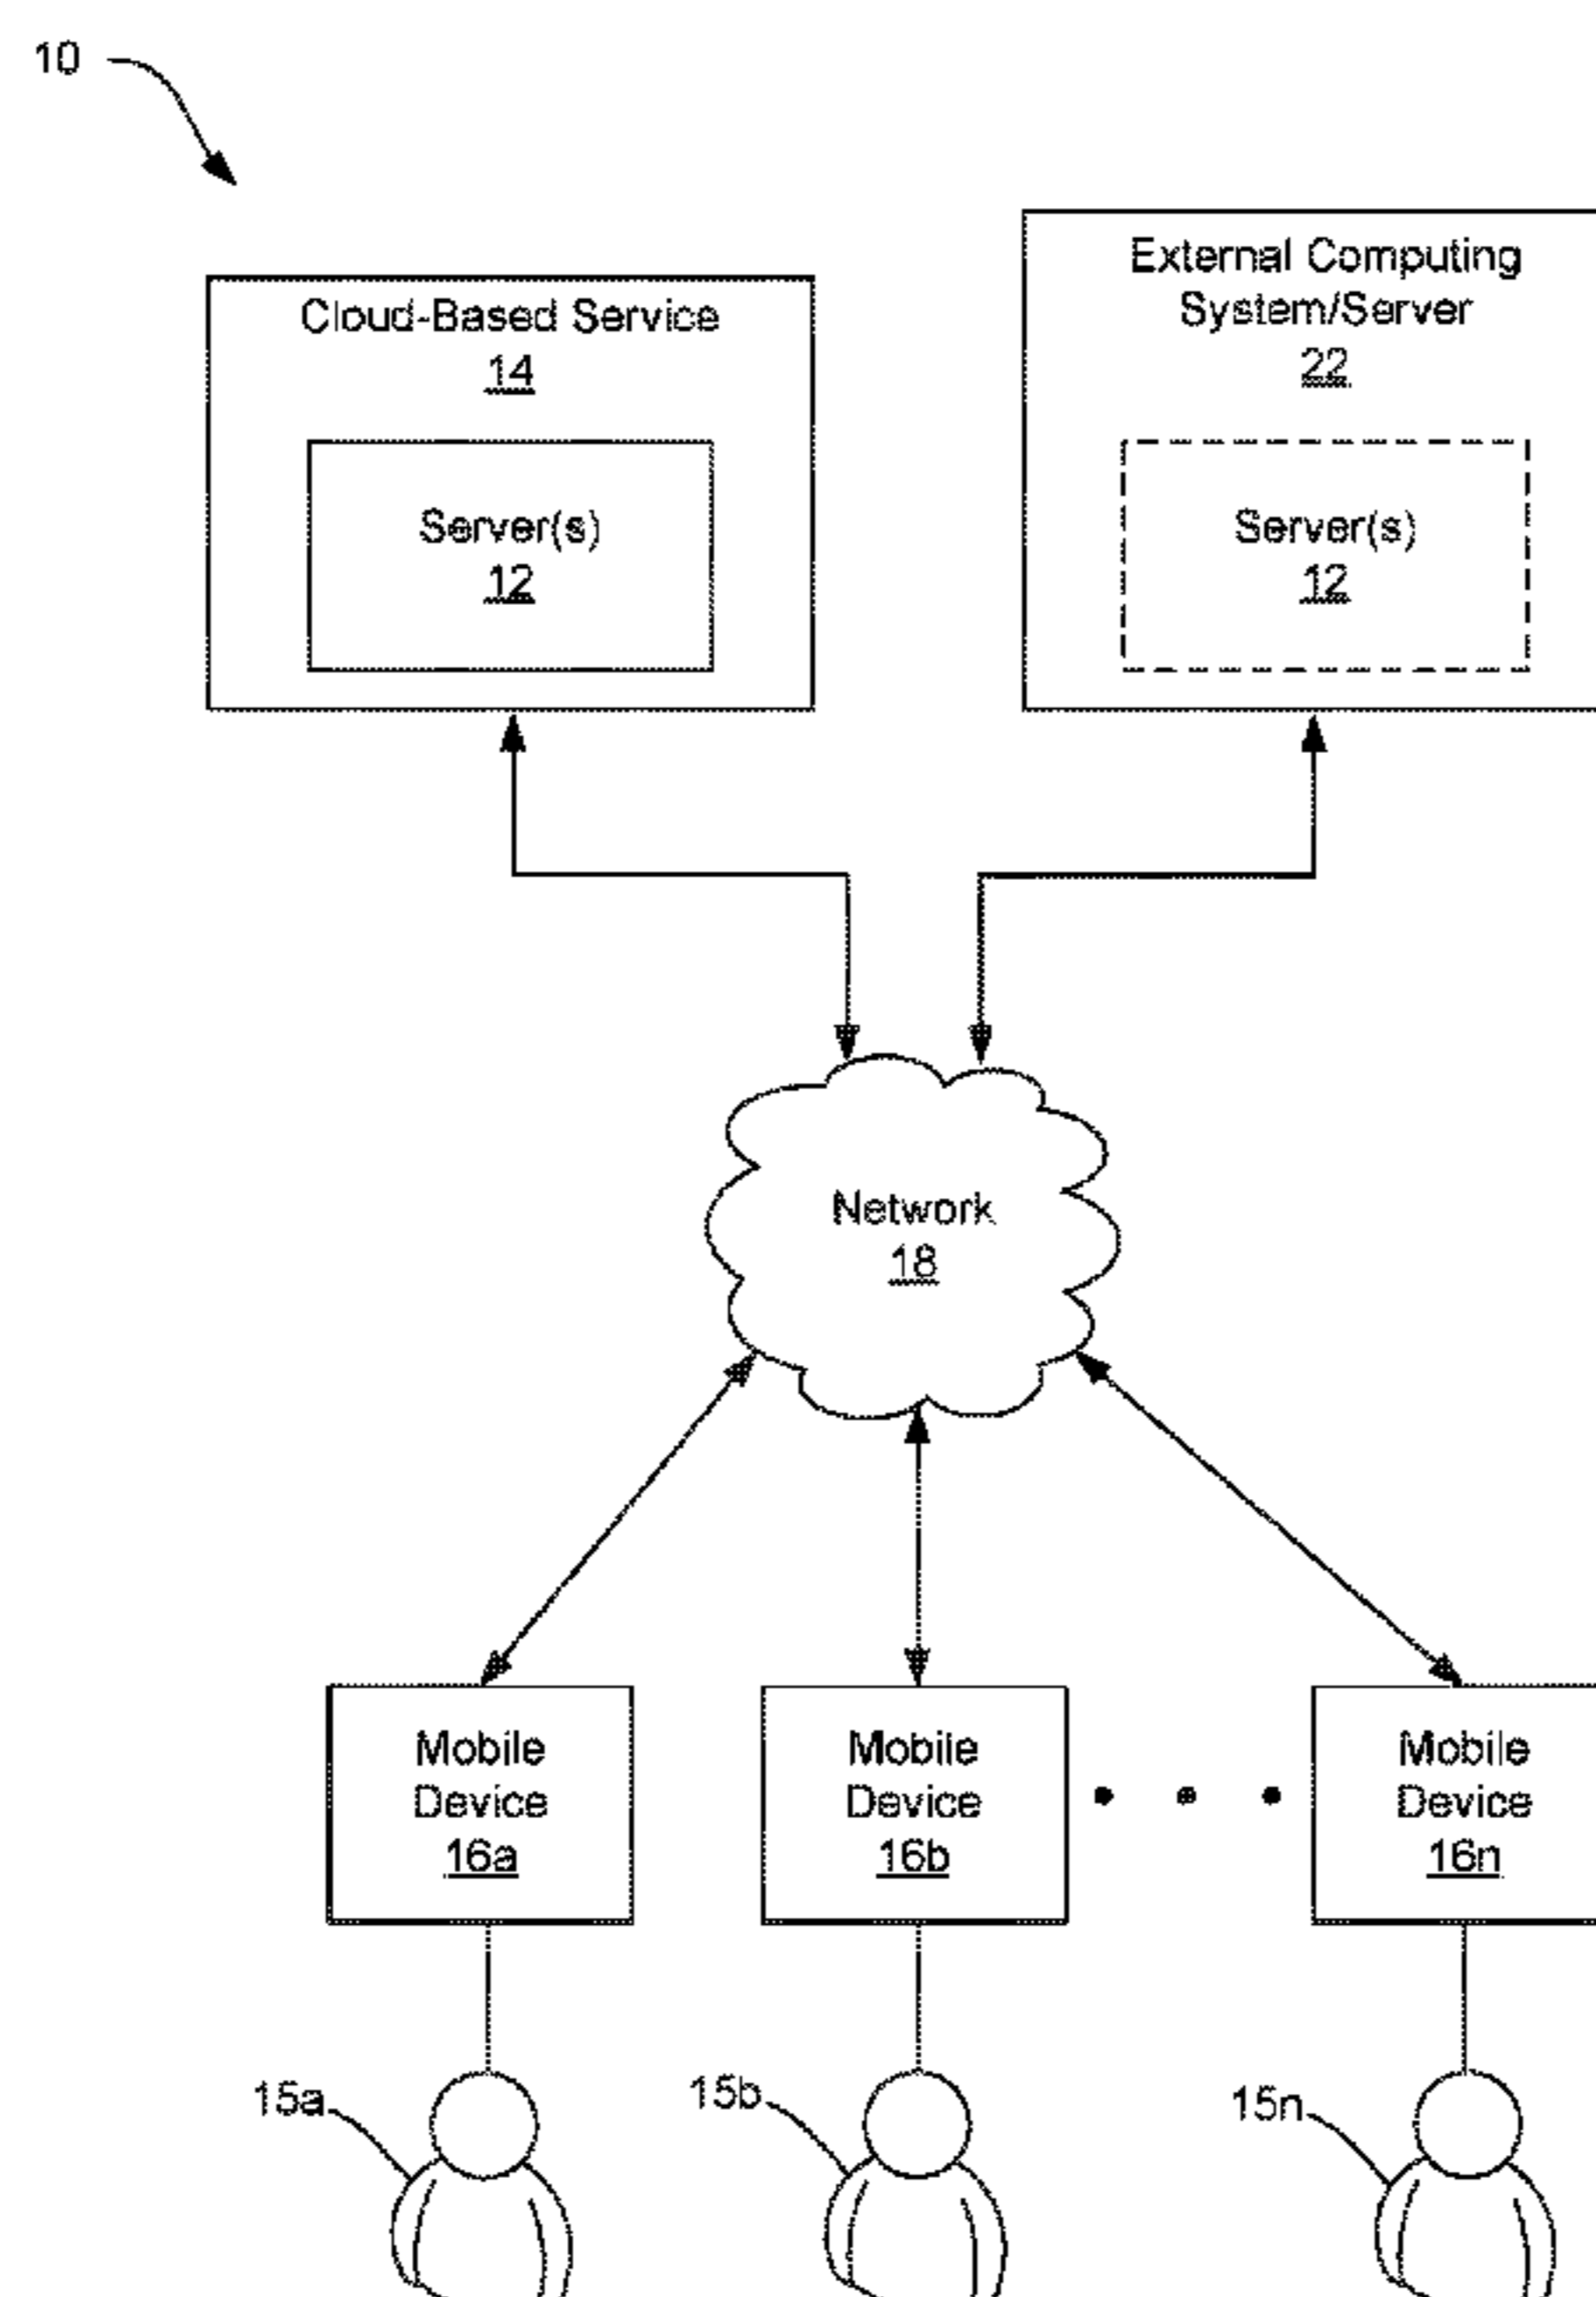 10
Cloud-Based Service
14
Server(s)
12
External Computing
System/Server
22
Server(s)
12
Network
18
Mobile
Device
16a
Mobile
Device
16b
Mobile
Device
16n
15a
15b
15n